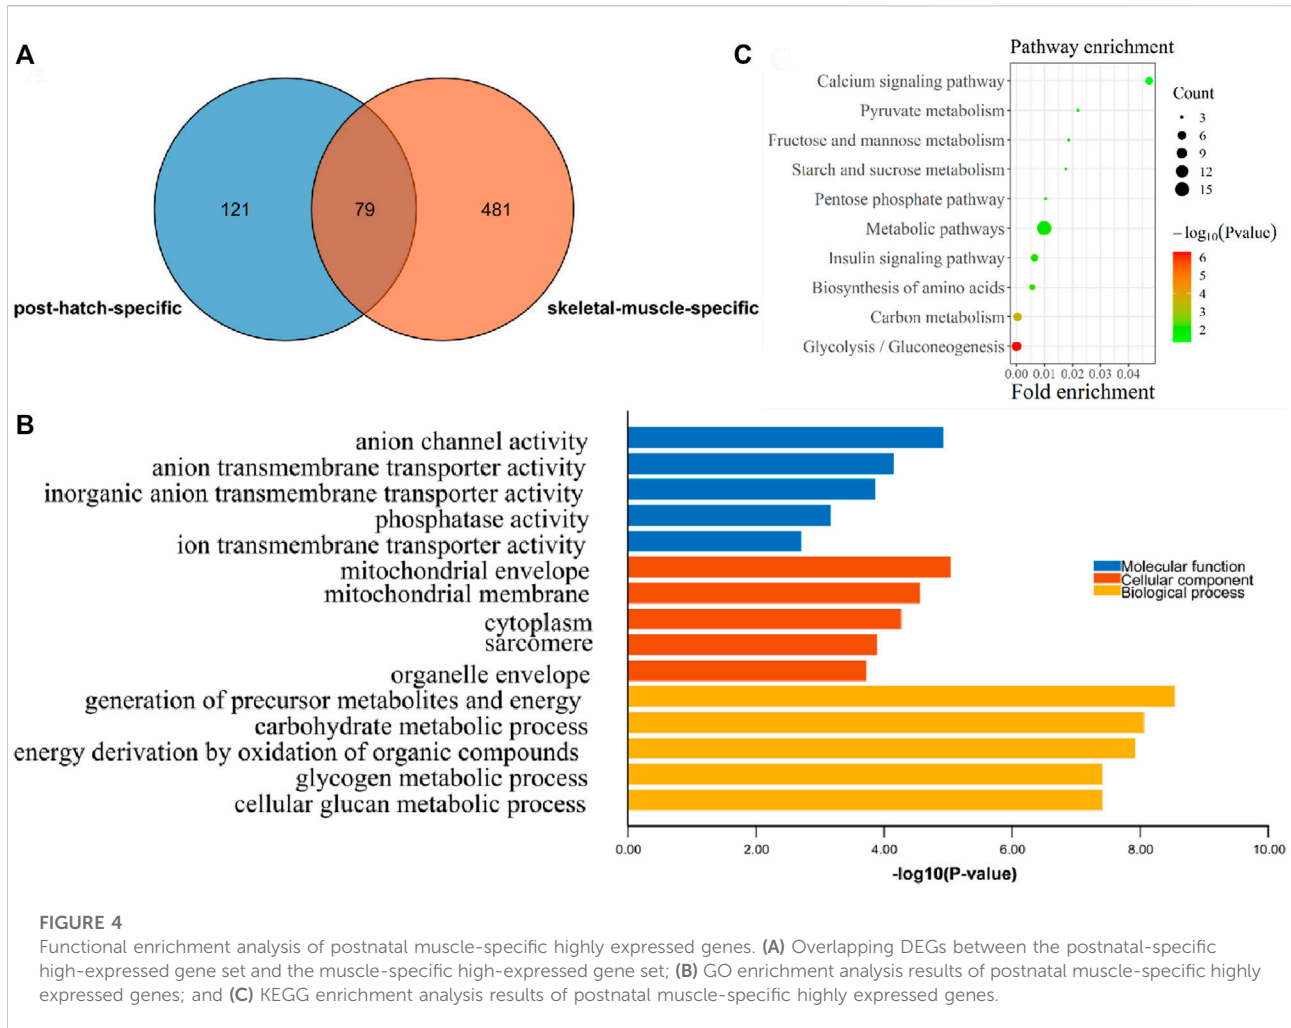 A
121
79
481
post-hatch-specific
skeletal-muscle-specific
C
Pathway enrichment
Calcium signaling pathway
Pyruvate metabolism
Fructose and mannose metabolism
Starch and sucrose metabolism
Pentose phosphate pathway
Metabolic pathways
Insulin signaling pathway
Biosynthesis of amino acids
Carbon metabolism
Glycolysis / Gluconeogenesis
0.00 0.01 0.02 0.03 0.04
Fold enrichment
Count
3
6
9
12
15
−log10(Pvalue)
6
5
4
3
2
B
anion channel activity
anion transmembrane transporter activity
inorganic anion transmembrane transporter activity
phosphatase activity
ion transmembrane transporter activity
mitochondrial envelope
mitochondrial membrane
cytoplasm
sarcomere
organelle envelope
generation of precursor metabolites and energy
carbohydrate metabolic process
energy derivation by oxidation of organic compounds
glycogen metabolic process
cellular glucan metabolic process
Molecular function
Cellular component
Biological process
0.00 2.00 4.00 6.00 8.00 10.00
-log10(P-value)
FIGURE 4
Functional enrichment analysis of postnatal muscle-specific highly expressed genes. (A) Overlapping DEGs between the postnatal-specific
high-expressed gene set and the muscle-specific high-expressed gene set; (B) GO enrichment analysis results of postnatal muscle-specific highly
expressed genes; and (C) KEGG enrichment analysis results of postnatal muscle-specific highly expressed genes.